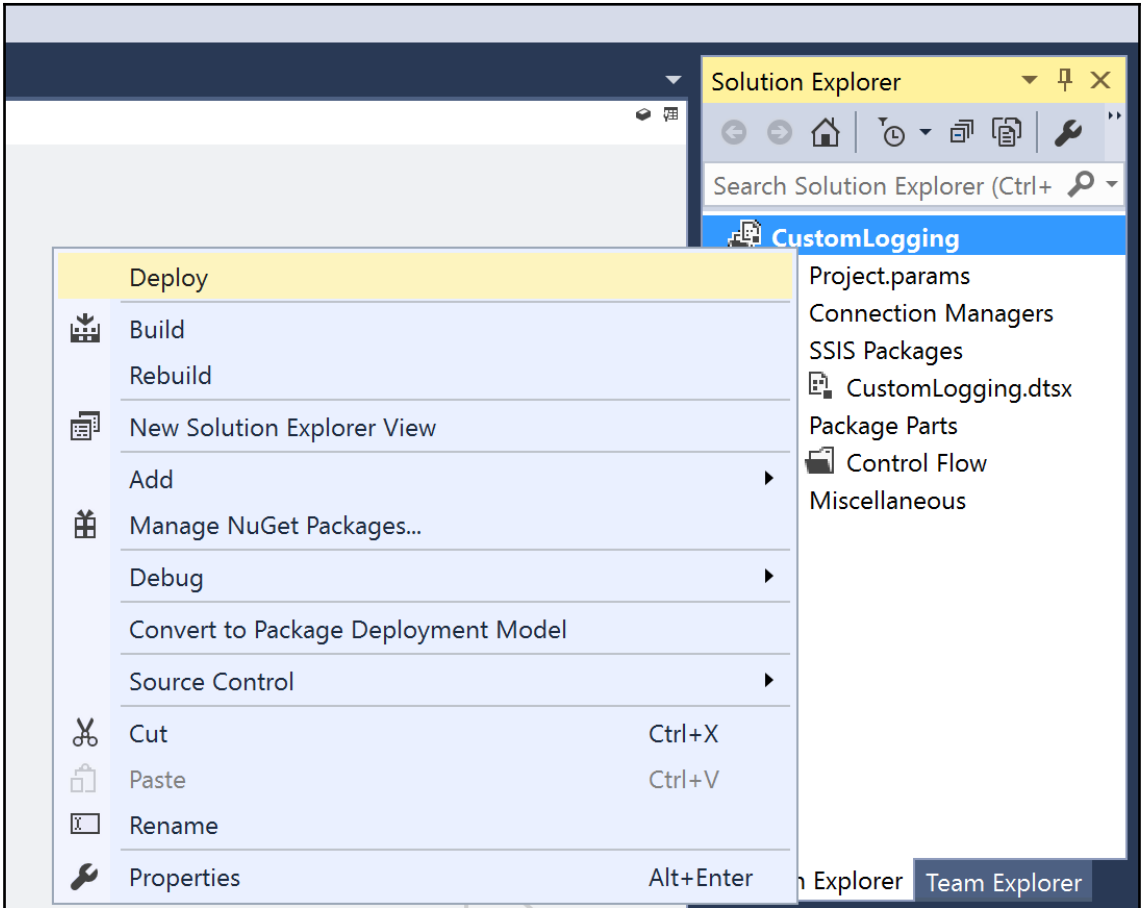 Solution Explorer
Search Solution Explorer (Ctrl+
CustomLogging
Project.params
Connection Managers
SSIS Packages
CustomLogging.dtsx
Package Parts
Control Flow
Miscellaneous
Deploy
Build
Rebuild
New Solution Explorer View
Add
Manage NuGet Packages...
Debug
Convert to Package Deployment Model
Source Control
Cut Ctrl+X
Paste Ctrl+V
Rename
Properties Alt+Enter
n Explorer Team Explorer